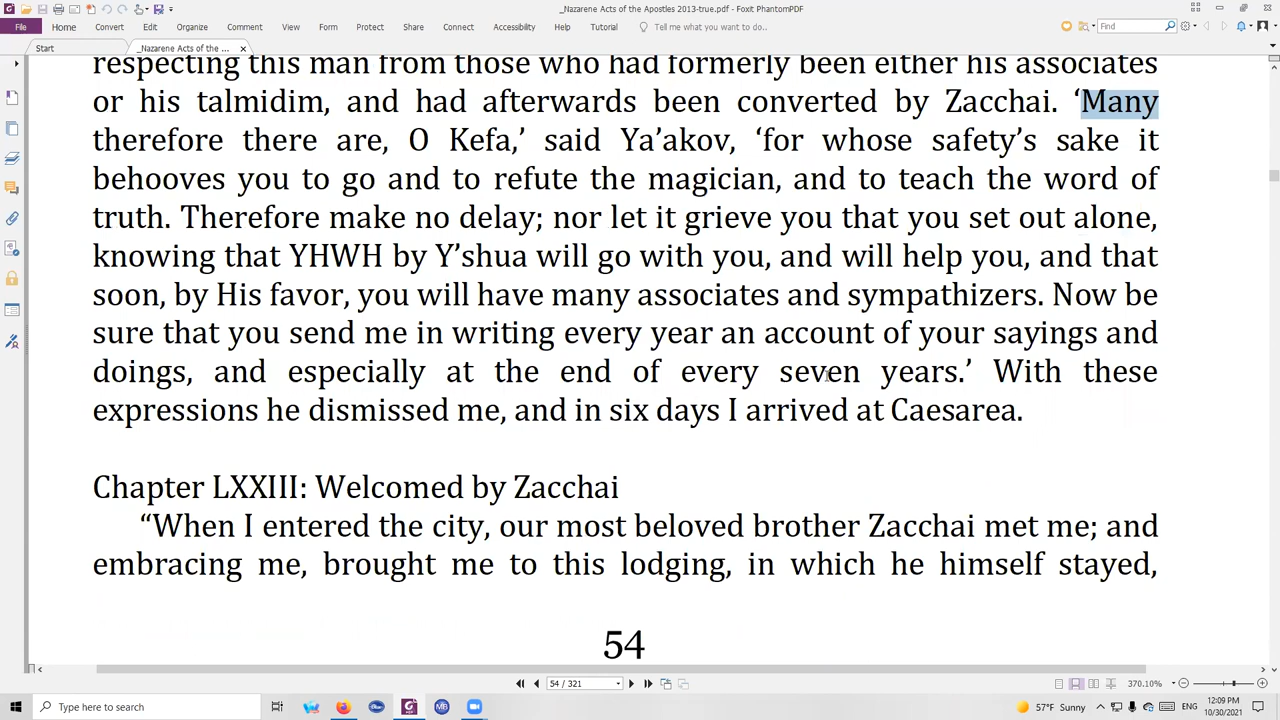 _Nazarene Acts of the Apostles 2013-true.pdf - Foxit PhantomPDF
File Home Convert Edit Organize Comment View Form Protect Share Connect Accessibility Help Tutorial Tell me what you want to do.. Find
Start _Nazarene Acts of the ...
respecting this man from those who had formerly been either his associates
or his talmidim, and had afterwards been converted by Zacchai. ‘Many
therefore there are, O Kefa,’ said Ya’akov, ‘for whose safety’s sake it
behooves you to go and to refute the magician, and to teach the word of
truth. Therefore make no delay; nor let it grieve you that you set out alone,
knowing that YHWH by Y’shua will go with you, and will help you, and that
soon, by His favor, you will have many associates and sympathizers. Now be
sure that you send me in writing every year an account of your sayings and
doings, and especially at the end of every seven years.’ With these
expressions he dismissed me, and in six days I arrived at Caesarea.
Chapter LXXIII: Welcomed by Zacchai
“When I entered the city, our most beloved brother Zacchai met me; and
embracing me, brought me to this lodging, in which he himself stayed,
54
54 / 321 370.10%
Type here to search 57°F Sunny 12:09 PM
10/30/2021